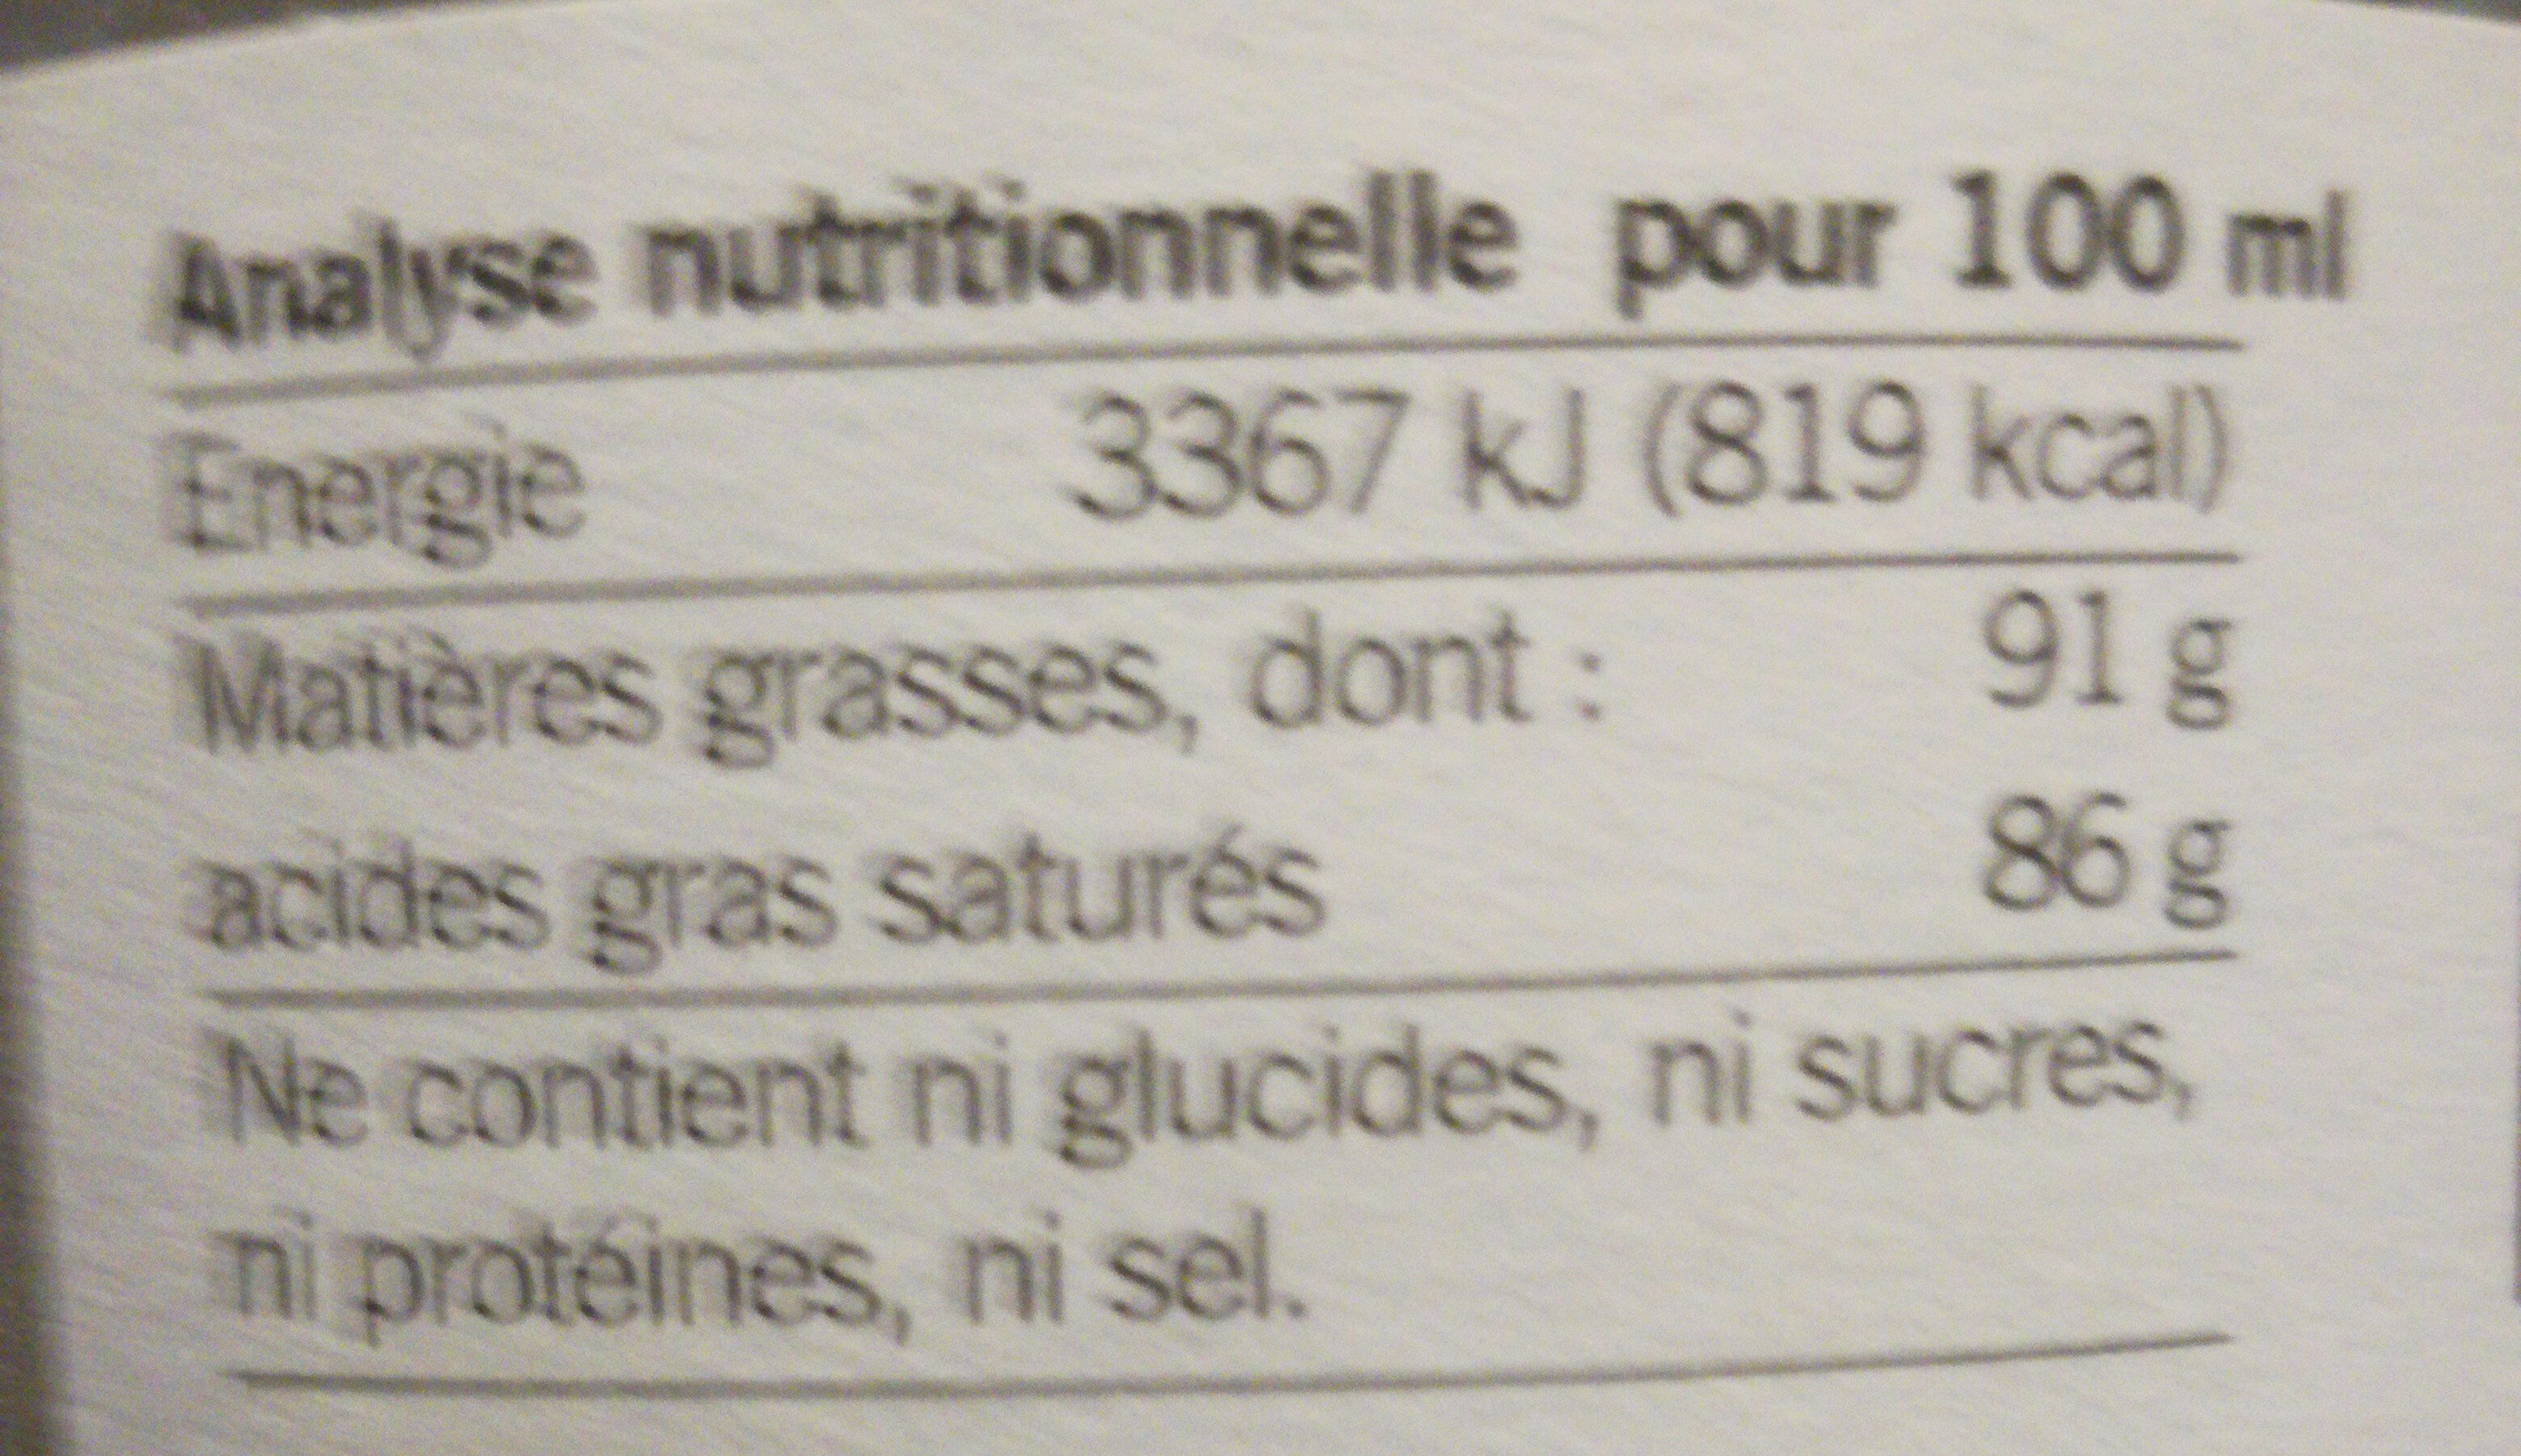 Analyse nutritionnelle pour 100 ml
Energie 3367 kJ (819 kcal)
Matières grasses, dont : 91 g
acides gras saturés 86 g
Ne contient ni glucides, ni sucres,
ni protéines, ni sel.